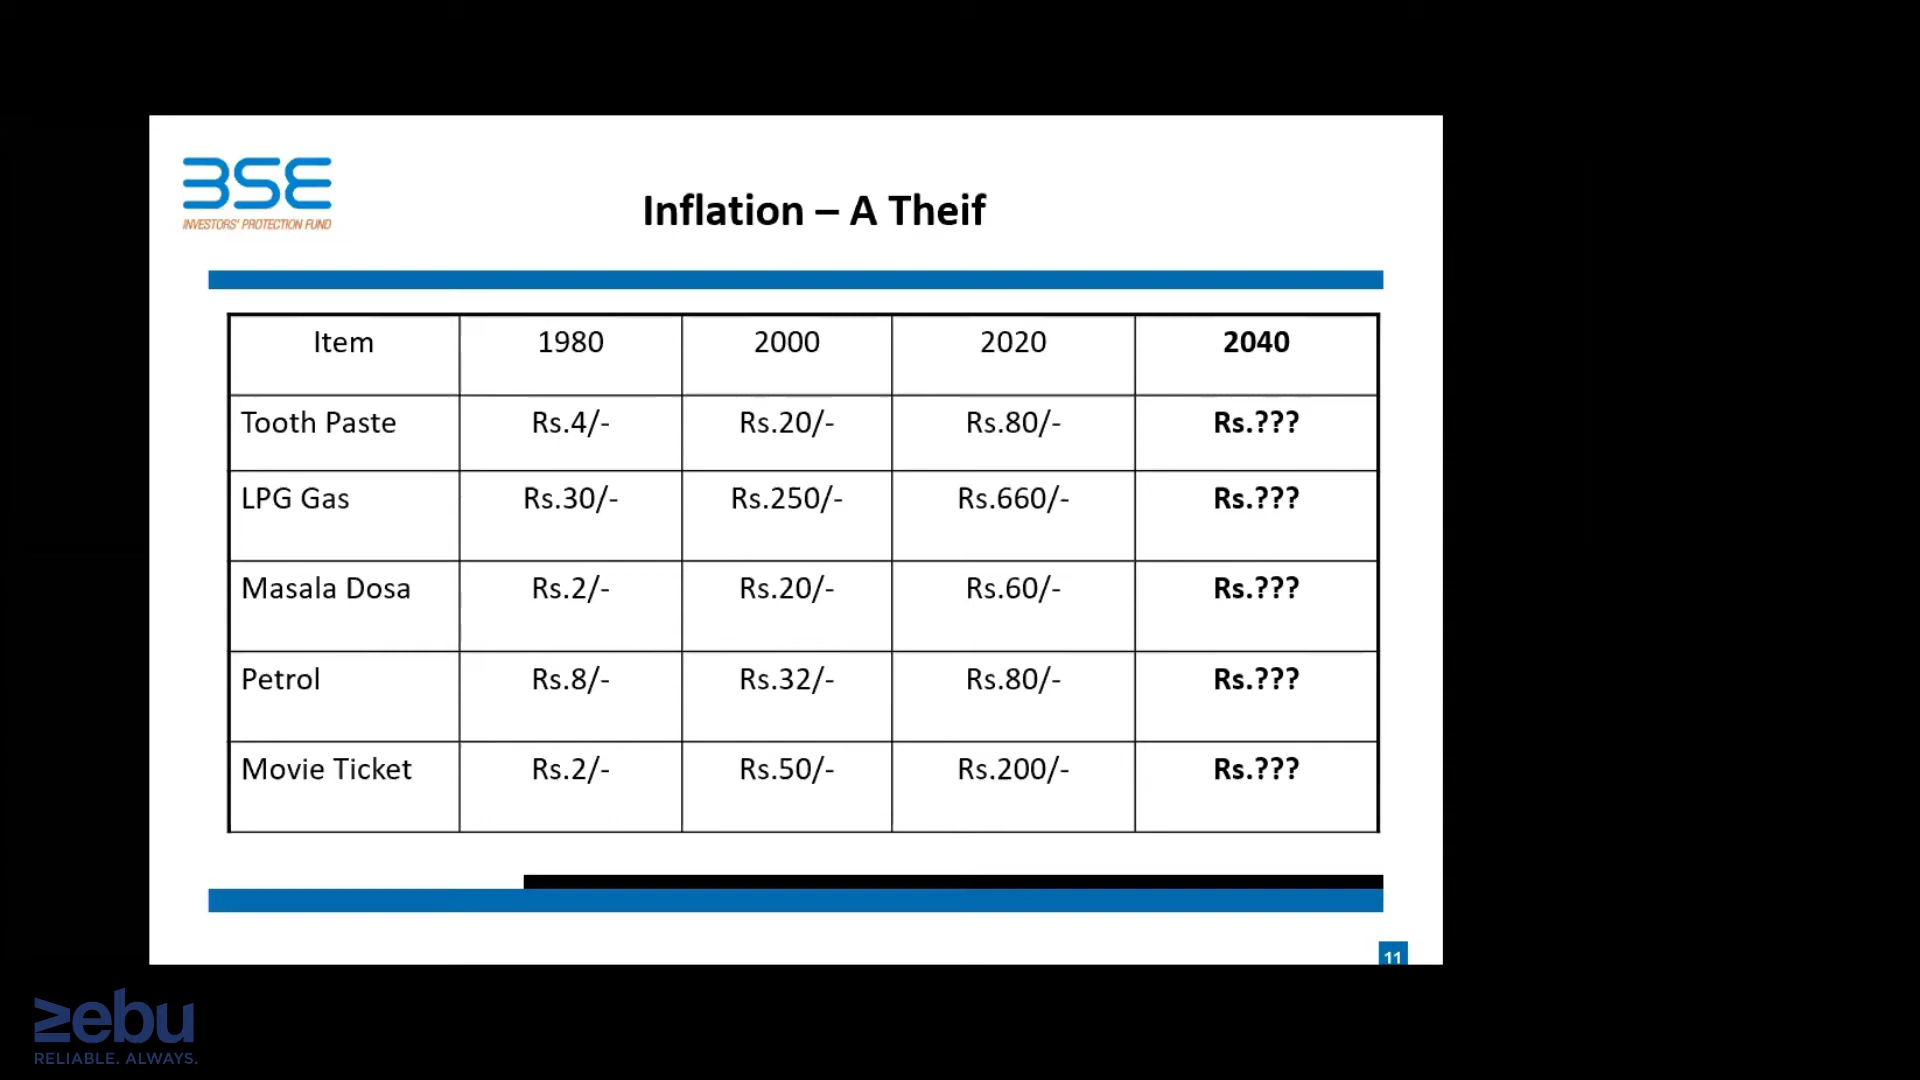 BSE
INVESTORS' PROTECTION FUND
Inflation – A Theif
Item 1980 2000 2020 2040
Tooth Paste Rs.4/- Rs.20/- Rs.80/- Rs.???
LPG Gas Rs.30/- Rs.250/- Rs.660/- Rs.???
Masala Dosa Rs.2/- Rs.20/- Rs.60/- Rs.???
Petrol Rs.8/- Rs.32/- Rs.80/- Rs.???
Movie Ticket Rs.2/- Rs.50/- Rs.200/- Rs.???
11
zebu
RELIABLE. ALWAYS.